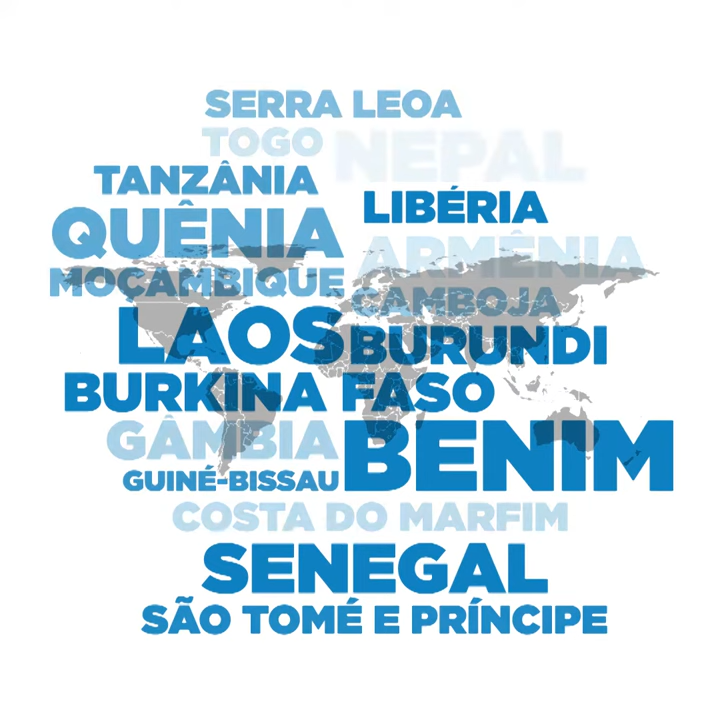 SERRA LEOA
TOGO
NEPAL
TANZÂNIA
LIBÉRIA
QUÊNIA
ARMÊNIA
MOÇAMBIQUE
CAMBOJA
LAOS
BURUNDI
BURKINA FASO
GÂMBIA
BENIM
GUINÉ-BISSAU
COSTA DO MARFIM
SENEGAL
SÃO TOMÉ E PRÍNCIPE